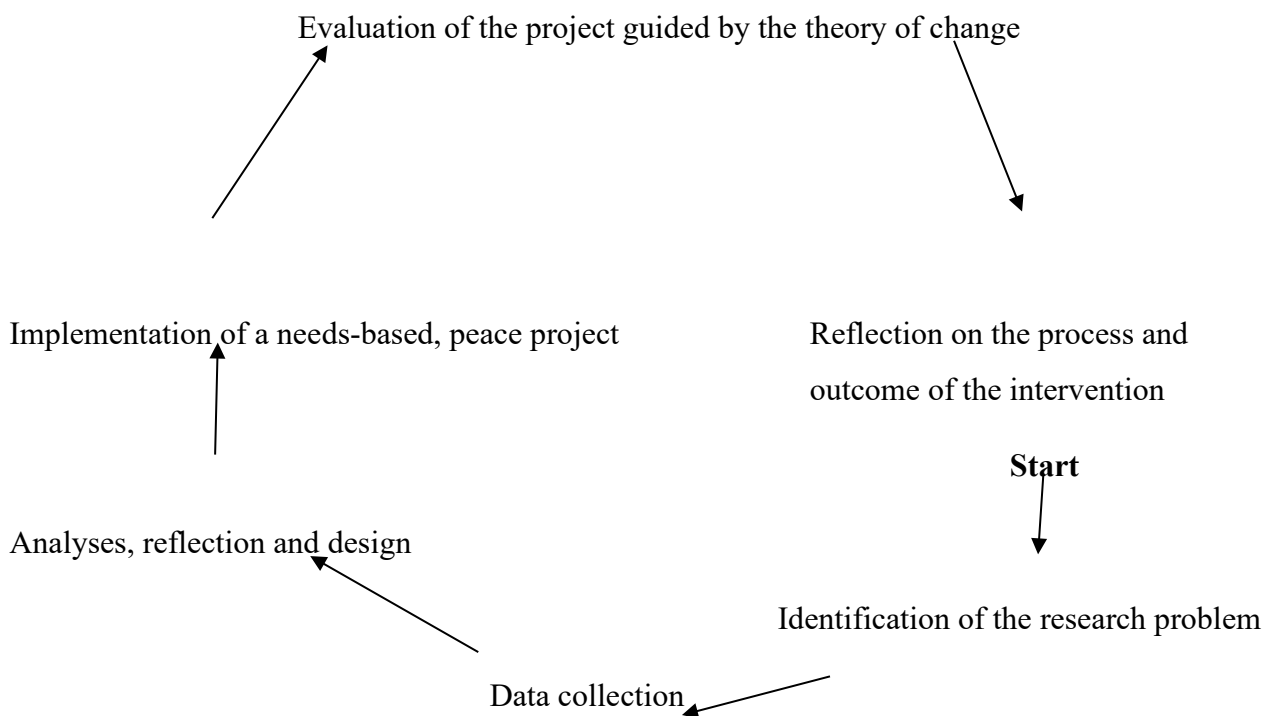 Evaluation of the project guided by the theory of change
Implementation of a needs-based, peace project
Reflection on the process and
outcome of the intervention
Start
Analyses, reflection and design
Identification of the research problem
Data collection